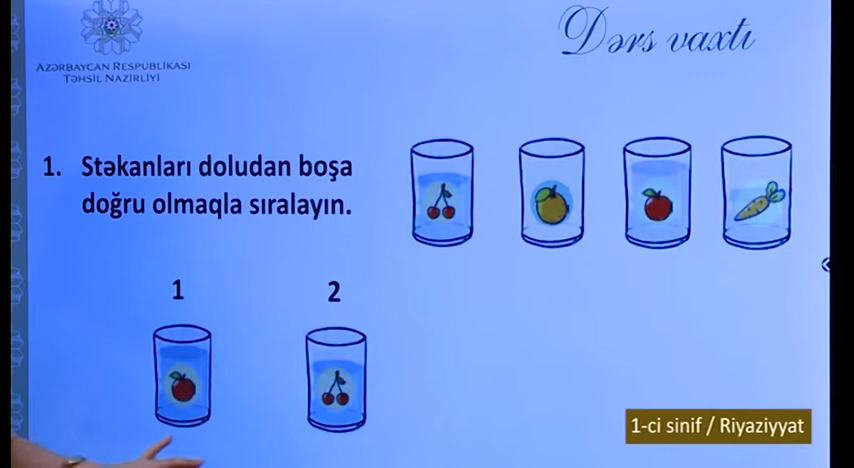 AZƏRBAYCAN RESPUBLİKASI
TƏHSİL NAZİRLİYİ
Dərs vaxtı
1. Stəkanları doludan boşa
doğru olmaqla sıralayın.
1 2
1-ci sinif / Riyaziyyat